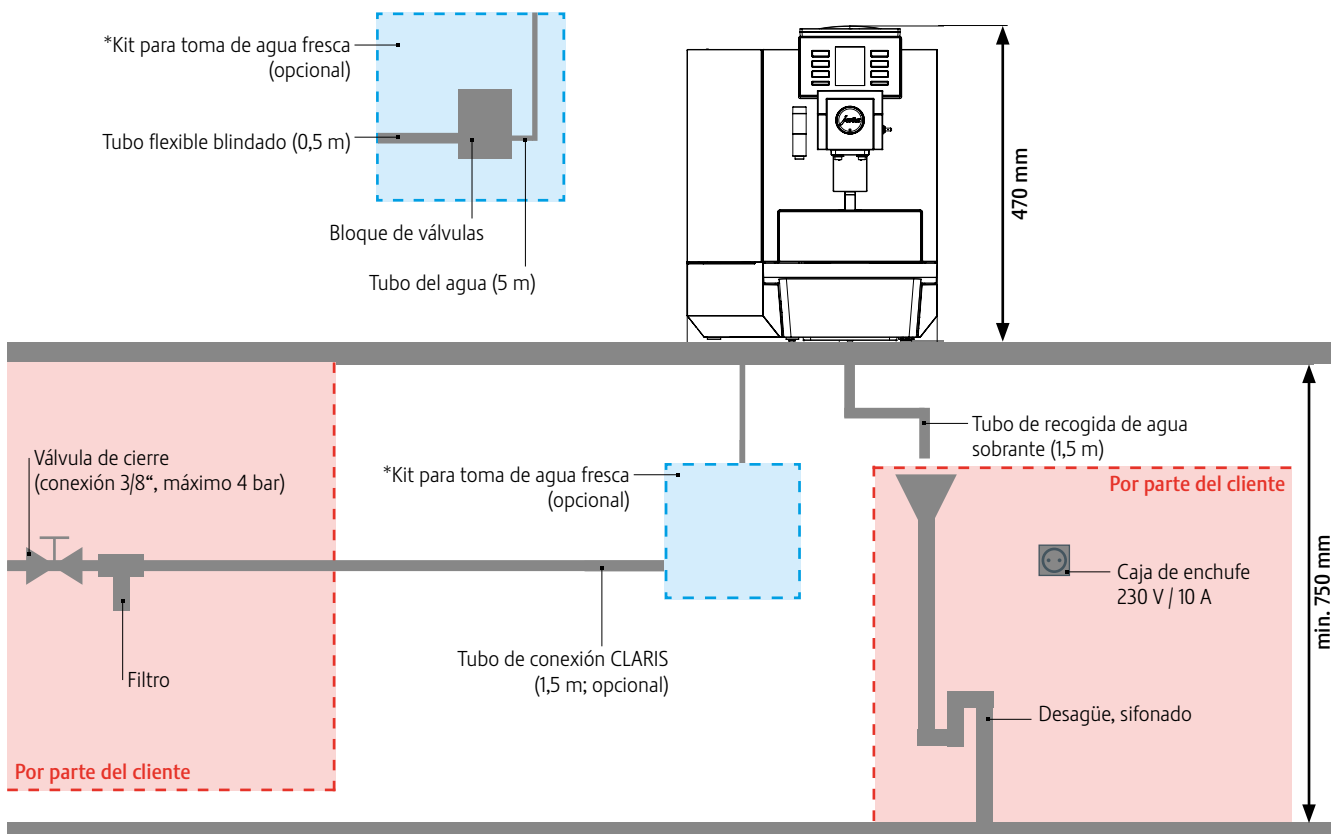 *Kit para toma de agua fresca
(opcional)
Tubo flexible blindado (0,5 m)
Bloque de válvulas
Tubo del agua (5 m)
jura
470 mm
Válvula de cierre
(conexión 3/8“, máximo 4 bar)
Filtro
Por parte del cliente
*Kit para toma de agua fresca
(opcional)
Tubo de conexión CLARIS
(1,5 m; opcional)
Tubo de recogida de agua
sobrante (1,5 m)
Por parte del cliente
Caja de enchufe
230 V / 10 A
Desagüe, sifonado
min. 750 mm